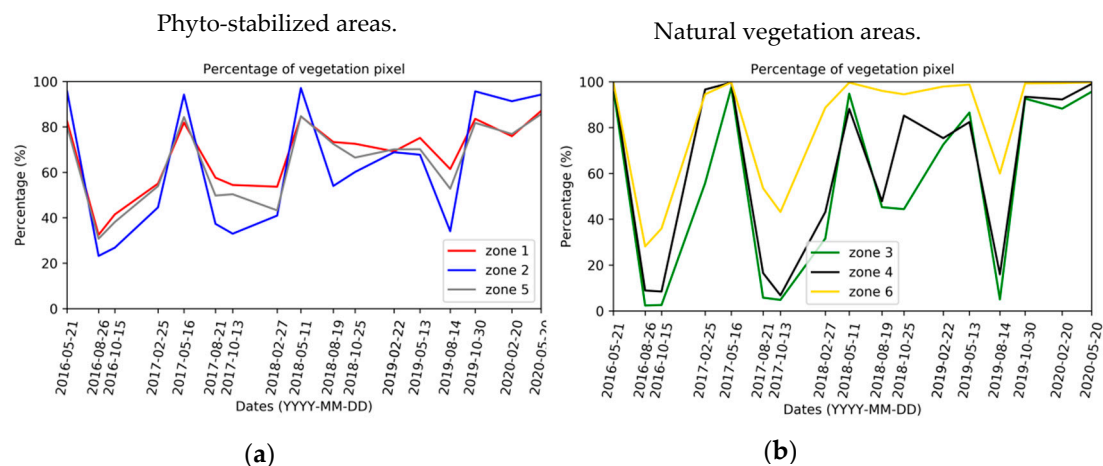 Phyto-stabilized areas.
Percentage of vegetation pixel
Percentage (%)
100
80
60
40
20
0
zone 1
zone 2
zone 5
2016-05-21
2016-08-26
2016-10-15
2017-02-25
2017-05-16
2017-08-21
2017-10-13
2018-02-27
2018-05-11
2018-08-19
2018-10-25
2019-02-22
2019-05-13
2019-08-14
2019-10-30
2020-02-20
2020-05-20
Dates (YYYY-MM-DD)
(a)
Natural vegetation areas.
Percentage of vegetation pixel
Percentage (%)
100
80
60
40
20
0
zone 3
zone 4
zone 6
2016-05-21
2016-08-26
2016-10-15
2017-02-25
2017-05-16
2017-08-21
2017-10-13
2018-02-27
2018-05-11
2018-08-19
2018-10-25
2019-02-22
2019-05-13
2019-08-14
2019-10-30
2020-02-20
2020-05-20
Dates (YYYY-MM-DD)
(b)